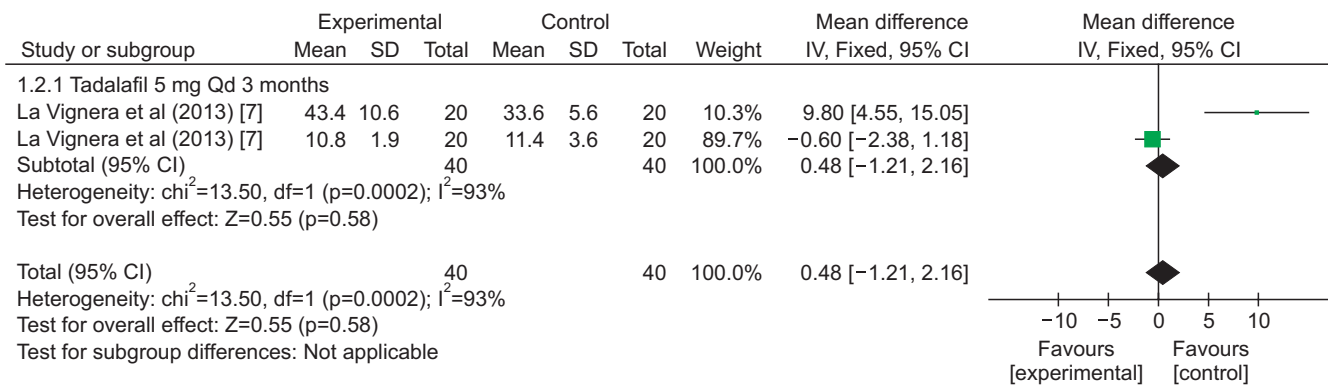 Experimental Control Mean difference Mean difference
Study or subgroup Mean SD Total Mean SD Total Weight IV, Fixed, 95% CI IV, Fixed, 95% CI
1.2.1 Tadalafil 5 mg Qd 3 months
La Vignera et al (2013) [7] 43.4 10.6 20 33.6 5.6 20 10.3% 9.80 [4.55, 15.05]
La Vignera et al (2013) [7] 10.8 1.9 20 11.4 3.6 20 89.7% −0.60 [−2.38, 1.18]
Subtotal (95% CI) 40 40 100.0% 0.48 [−1.21, 2.16]
Heterogeneity: chi²=13.50, df=1 (p=0.0002); I²=93%
Test for overall effect: Z=0.55 (p=0.58)
Total (95% CI) 40 40 100.0% 0.48 [−1.21, 2.16]
Heterogeneity: chi²=13.50, df=1 (p=0.0002); I²=93%
Test for overall effect: Z=0.55 (p=0.58)
Test for subgroup differences: Not applicable
−10 −5 0 5 10
Favours Favours
[experimental] [control]